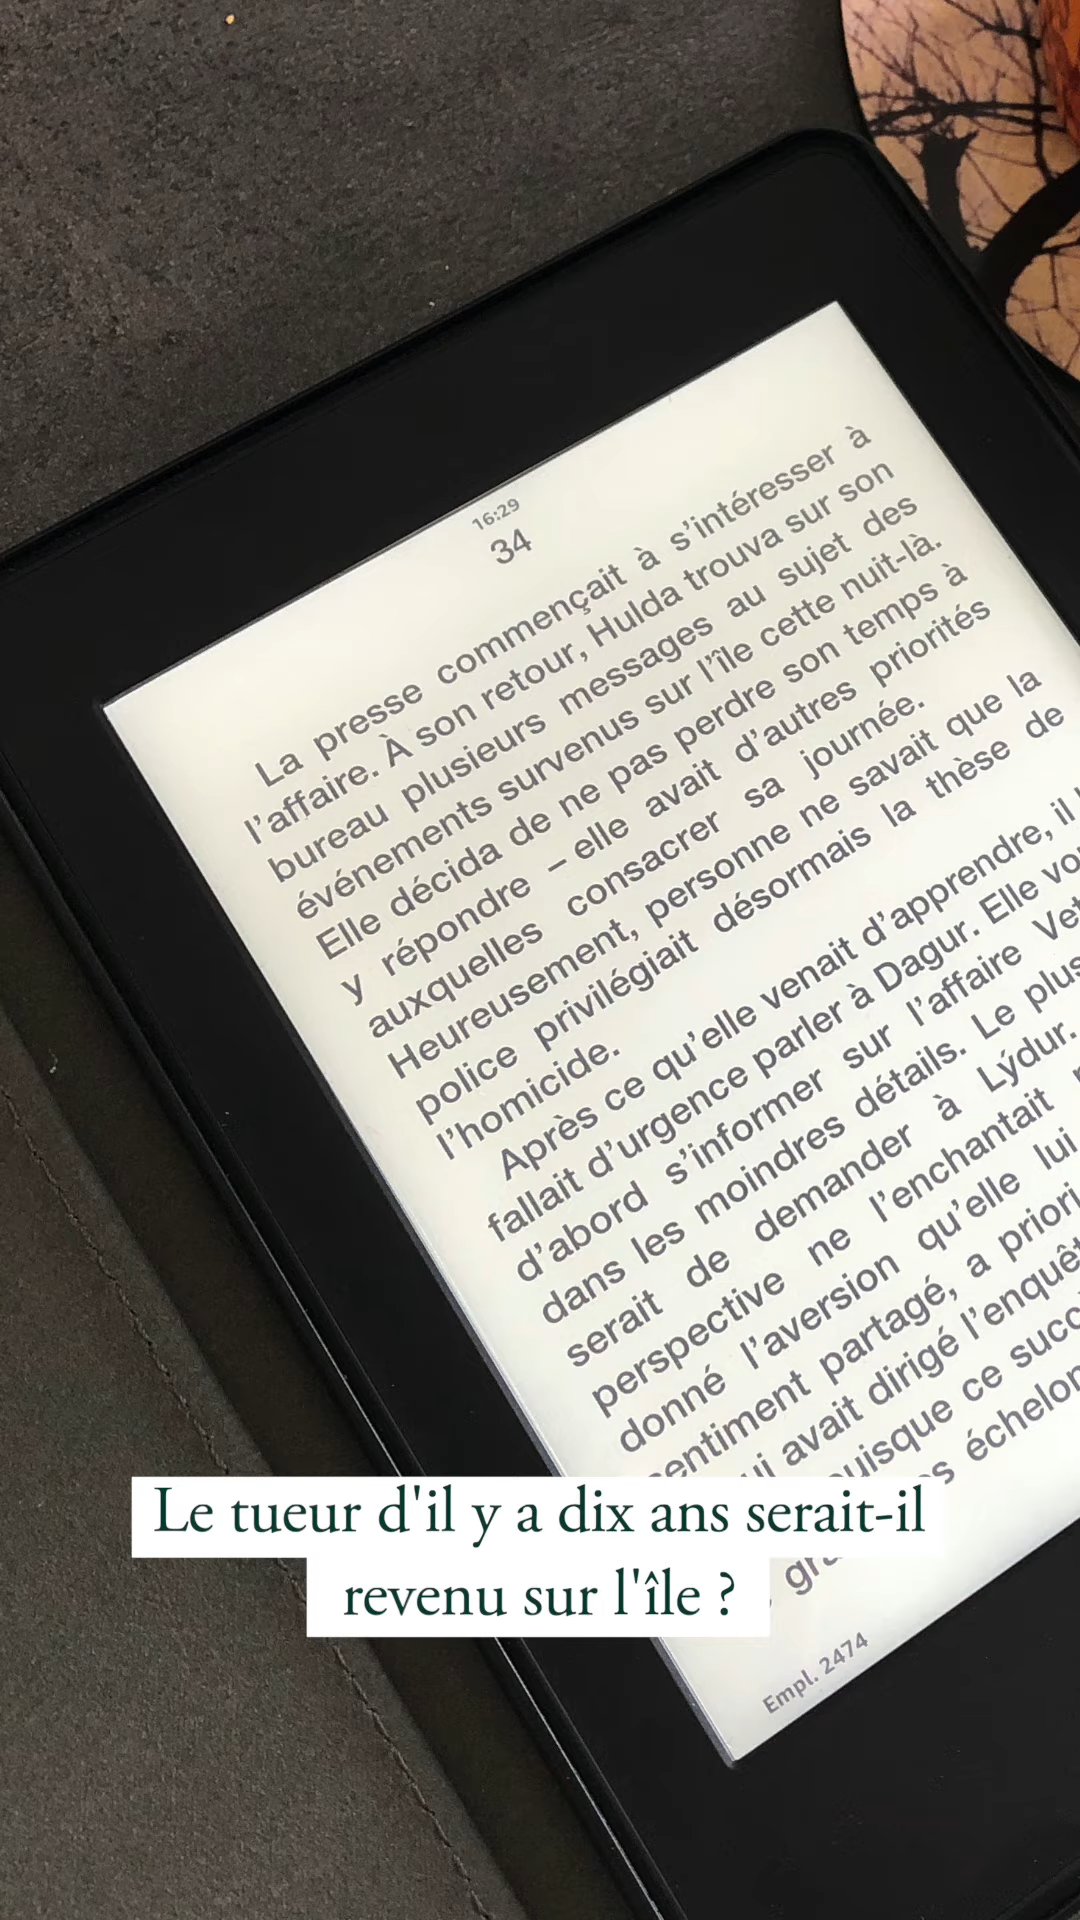 16:29
34
La presse commençait à s'intéresser à
l'affaire. À son retour, Hulda trouva sur son
bureau plusieurs messages au sujet des
événements survenus sur l'île cette nuit-là.
Elle décida de ne pas perdre son temps à
y répondre – elle avait d'autres priorités
auxquelles consacrer sa journée.
Heureusement, personne ne savait que la
police privilégiait désormais la thèse de
l'homicide.
Après ce qu'elle venait d'apprendre, il
fallait d'urgence parler à Dagur. Elle
d'abord s'informer sur l'affaire
dans les moindres détails. Le plus
serait de demander à Lýdur.
perspective ne l'enchantait
donné l'aversion qu'elle lui
sentiment partagé, a priori
avait dirigé l'enquêt
puisque ce succ
échelon
Le tueur d'il y a dix ans serait-il
revenu sur l'île ?
Empl. 2474